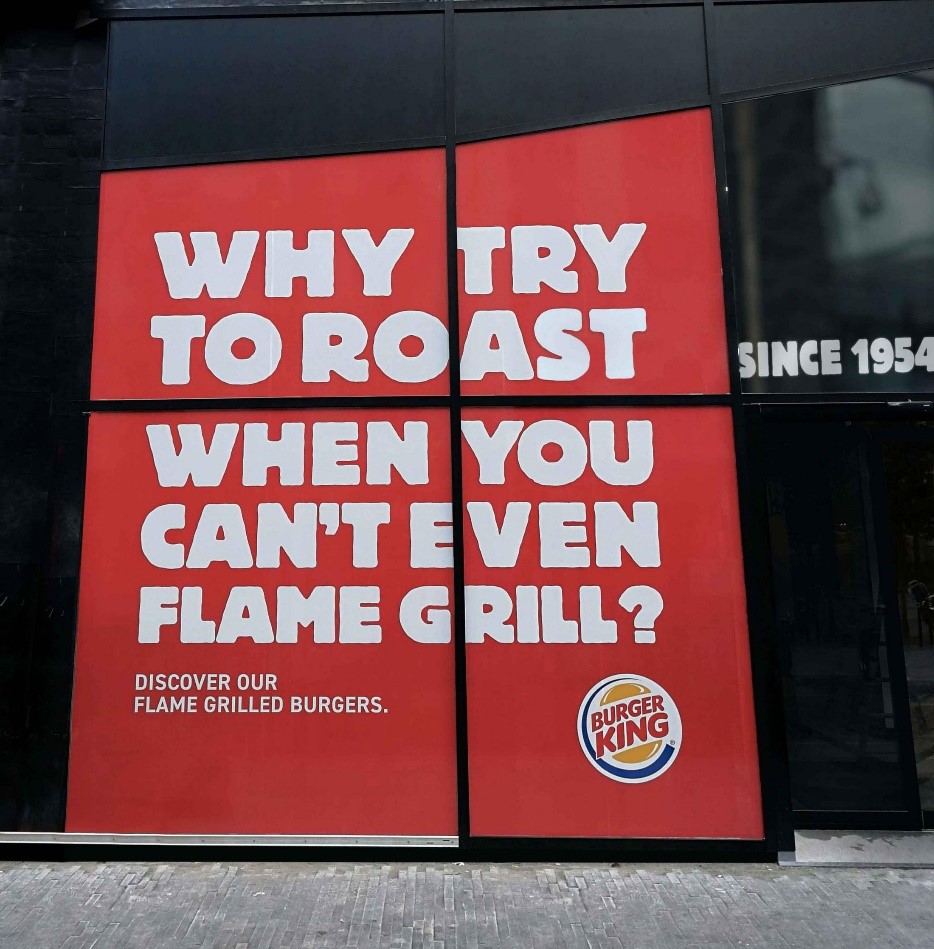 WHY TRY
TO ROAST
WHEN YOU
CAN'T EVEN
FLAME GRILL?
DISCOVER OUR
FLAME GRILLED BURGERS.
BURGER
KING
®
SINCE 1954